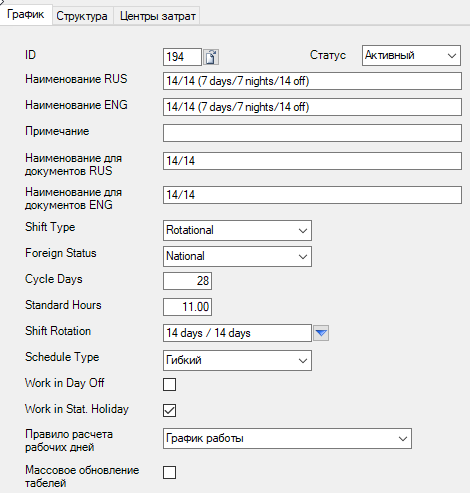 График Структура Центры затрат
ID 194 Статус Активный
Наименование RUS 14/14 (7 days/7 nights/14 off)
Наименование ENG 14/14 (7 days/7 nights/14 off)
Примечание
Наименование для
документов RUS 14/14
Наименование для
документов ENG 14/14
Shift Type Rotational
Foreign Status National
Cycle Days 28
Standard Hours 11.00
Shift Rotation 14 days / 14 days
Schedule Type Гибкий
Work in Day Off
Work in Stat. Holiday
Правило расчета
рабочих дней График работы
Массовое обновление
табелей